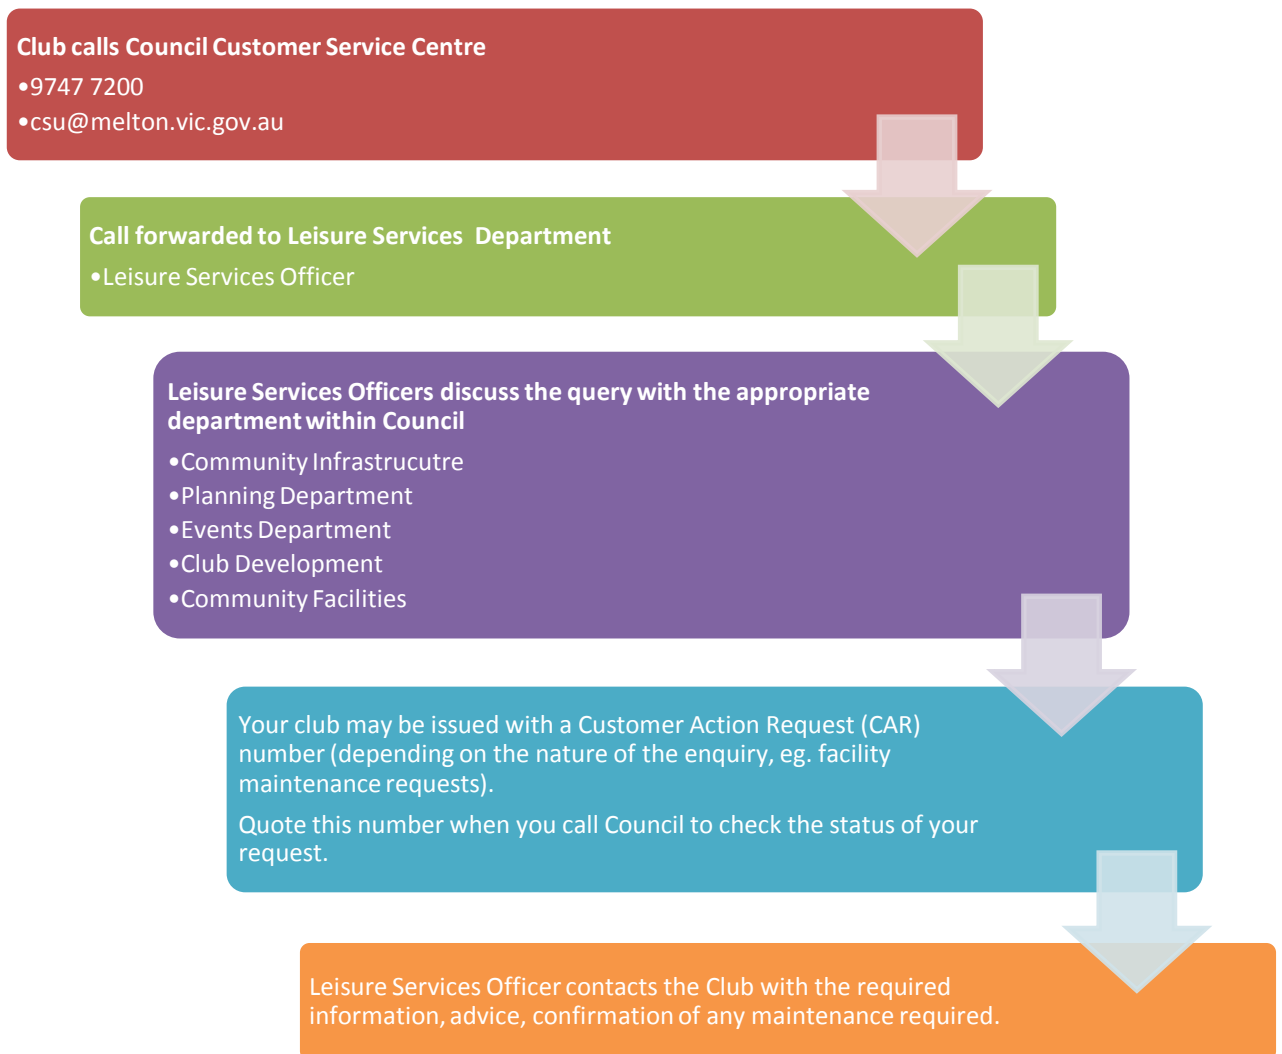 Club calls Council Customer Service Centre
•9747 7200
•csu@melton.vic.gov.au
Call forwarded to Leisure Services Department
•Leisure Services Officer
Leisure Services Officers discuss the query with the appropriate
department within Council
•Community Infrastrucutre
•Planning Department
•Events Department
•Club Development
•Community Facilities
Your club may be issued with a Customer Action Request (CAR)
number (depending on the nature of the enquiry, eg. facility
maintenance requests).
Quote this number when you call Council to check the status of your
request.
Leisure Services Officer contacts the Club with the required
information, advice, confirmation of any maintenance required.